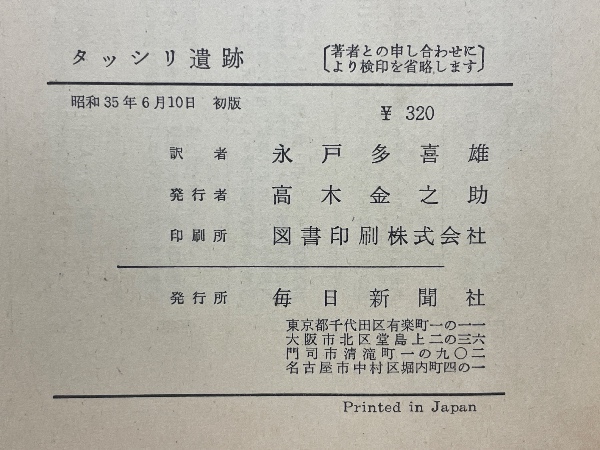 タッシリ遺跡
〔著者との申し合わせに
より検印を省略します〕
昭和35年6月10日 初版
¥ 320
訳者 永戸多喜雄
発行者 高木金之助
印刷所 図書印刷株式会社
発行所 毎日新聞社
東京都千代田区有楽町一の一一
大阪市北区堂島上二の三六
門司市清滝町一の九〇二
名古屋市中村区堀内町四の一
Printed in Japan